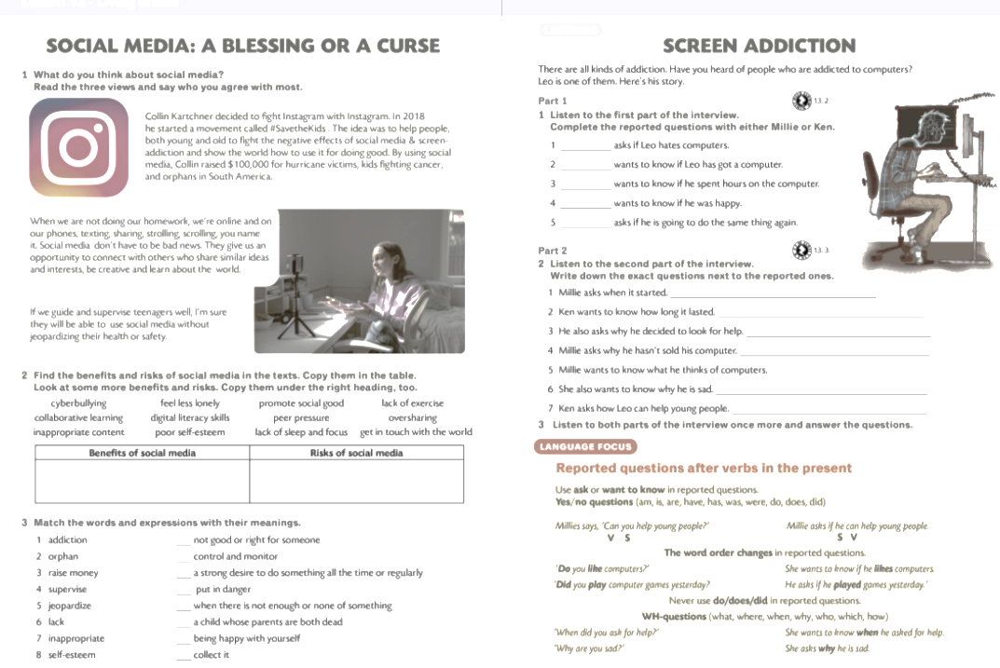 SOCIAL MEDIA: A BLESSING OR A CURSE
1 What do you think about social media?
Read the three views and say who you agree with most.
Collin Kartchner decided to fight Instagram with Instagram. In 2018
he started a movement called #SavetheKids . The idea was to help people,
both young and old to fight the negative effects of social media & screen-
addiction and show the world how to use it for doing good. By using social
media, Collin raised $100,000 for hurricane victims, kids fighting cancer,
and orphans in South America.
When we are not doing our homework, we're online and on
our phones, texting, sharing, strolling, scrolling, you name
it. Social media don't have to be bad news. They give us an
opportunity to connect with others who share similar ideas
and interests, be creative and learn about the world.
If we guide and supervise teenagers well, I'm sure
they will be able to use social media without
jeopardizing their health or safety.
2 Find the benefits and risks of social media in the texts. Copy them in the table.
Look at some more benefits and risks. Copy them under the right heading, too.
cyberbullying feel less lonely promote social good lack of exercise
collaborative learning digital literacy skills peer pressure oversharing
inappropriate content poor self-esteem lack of sleep and focus get in touch with the world
Benefits of social media Risks of social media
3 Match the words and expressions with their meanings.
1 addiction ___ not good or right for someone
2 orphan ___ control and monitor
3 raise money ___ a strong desire to do something all the time or regularly
4 supervise ___ put in danger
5 jeopardize ___ when there is not enough or none of something
6 lack ___ a child whose parents are both dead
7 inappropriate ___ being happy with yourself
8 self-esteem ___ collect it
SCREEN ADDICTION
There are all kinds of addiction. Have you heard of people who are addicted to computers?
Leo is one of them. Here's his story.
Part 1 13. 2.
1 Listen to the first part of the interview.
Complete the reported questions with either Millie or Ken.
1 __________ asks if Leo hates computers.
2 __________ wants to know if Leo has got a computer.
3 __________ wants to know if he spent hours on the computer.
4 __________ wants to know if he was happy.
5 __________ asks if he is going to do the same thing again.
Part 2 13. 3.
2 Listen to the second part of the interview.
Write down the exact questions next to the reported ones.
1 Millie asks when it started. __________
2 Ken wants to know how long it lasted. __________
3 He also asks why he decided to look for help. __________
4 Millie asks why he hasn't sold his computer. __________
5 Millie wants to know what he thinks of computers.
6 She also wants to know why he is sad. __________
7 Ken asks how Leo can help young people. __________
3 Listen to both parts of the interview once more and answer the questions.
LANGUAGE FOCUS
Reported questions after verbs in the present
Use ask or want to know in reported questions.
Yes/no questions (am, is, are, have, has, was, were, do, does, did)
Millies says, 'Can you help young people?' Millie asks if he can help young people.
V S S V
The word order changes in reported questions.
'Do you like computers?' She wants to know if he likes computers.
'Did you play computer games yesterday? He asks if he played games yesterday.'
Never use do/does/did in reported questions.
WH-questions (what, where, when, why, who, which, how)
'When did you ask for help?' She wants to know when he asked for help.
'Why are you sad?' She asks why he is sad.